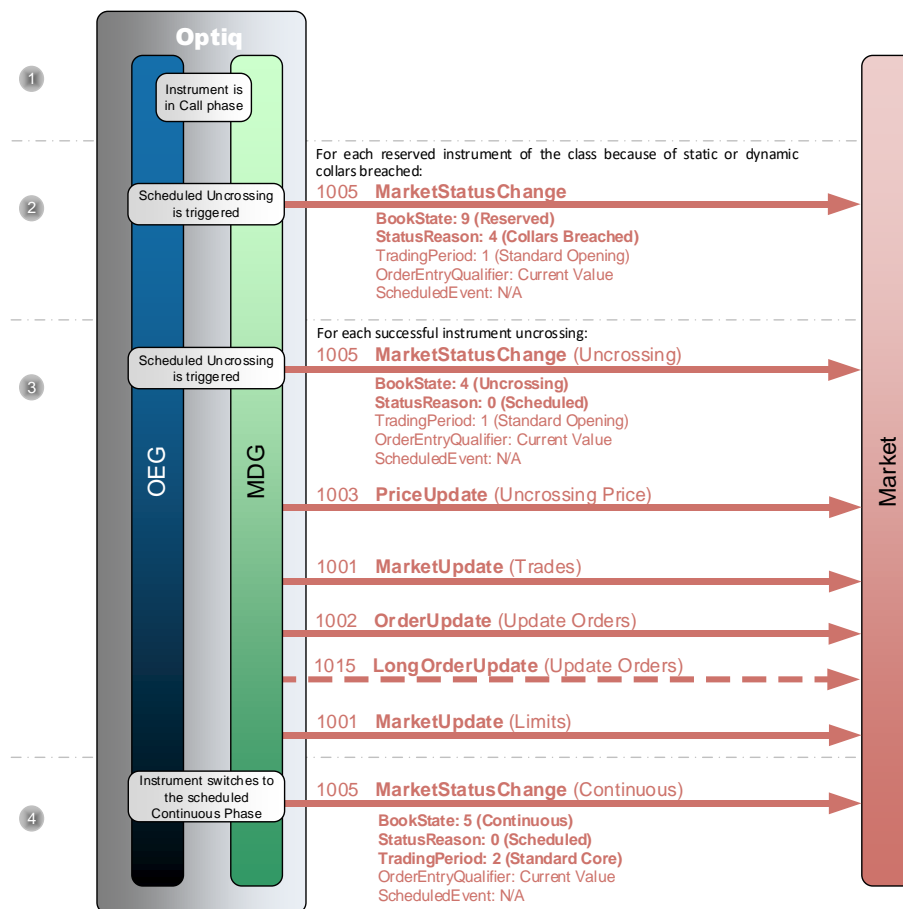 Optiq
1
Instrument is
in Call phase
For each reserved instrument of the class because of static or dynamic
collars breached:
2
Scheduled Uncrossing
is triggered
1005 MarketStatusChange
BookState: 9 (Reserved)
StatusReason: 4 (Collars Breached)
TradingPeriod: 1 (Standard Opening)
OrderEntryQualifier: Current Value
ScheduledEvent: N/A
For each successful instrument uncrossing:
3
Scheduled Uncrossing
is triggered
1005 MarketStatusChange (Uncrossing)
BookState: 4 (Uncrossing)
StatusReason: 0 (Scheduled)
TradingPeriod: 1 (Standard Opening)
OrderEntryQualifier: Current Value
ScheduledEvent: N/A
OEG
MDG
Market
1003 PriceUpdate (Uncrossing Price)
1001 MarketUpdate (Trades)
1002 OrderUpdate (Update Orders)
1015 LongOrderUpdate (Update Orders)
1001 MarketUpdate (Limits)
4
Instrument switches to
the scheduled
Continuous Phase
1005 MarketStatusChange (Continuous)
BookState: 5 (Continuous)
StatusReason: 0 (Scheduled)
TradingPeriod: 2 (Standard Core)
OrderEntryQualifier: Current Value
ScheduledEvent: N/A